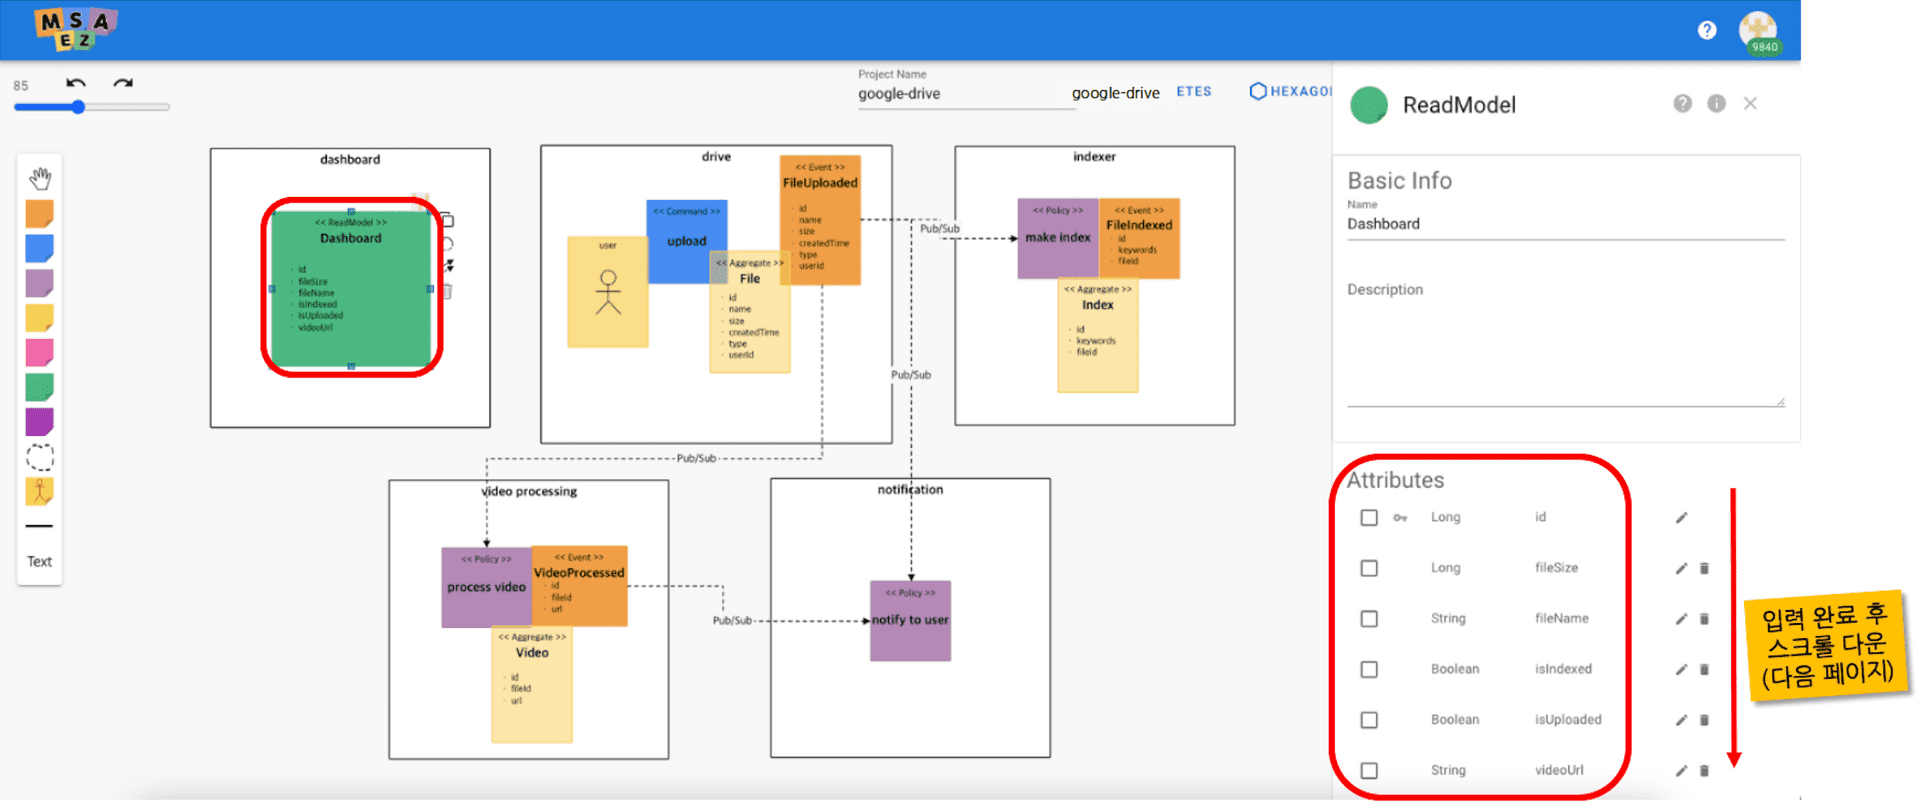 MSA
EZ
9840
85
Project Name
google-drive
google-drive
ETES
HEXAGO
Text
dashboard
<< ReadModel >>
Dashboard
· id
· fileSize
· fileName
· isIndexed
· isUploaded
· videoUrl
drive
user
<< Command >>
upload
<< Event >>
FileUploaded
· id
· name
· size
· createdTime
· type
· userId
<< Aggregate >>
File
· id
· name
· size
· createdTime
· type
· userId
Pub/Sub
Pub/Sub
Pub/Sub
indexer
<< Policy >>
make index
<< Event >>
FileIndexed
· id
· keywords
· fileId
<< Aggregate >>
Index
· id
· keywords
· fileId
video processing
<< Policy >>
process video
<< Event >>
VideoProcessed
· id
· fileId
· url
<< Aggregate >>
Video
· id
· fileId
· url
Pub/Sub
notification
<< Policy >>
notify to user
ReadModel
Basic Info
Name
Dashboard
Description
Attributes
Long id
Long fileSize
String fileName
Boolean isIndexed
Boolean isUploaded
String videoUrl
입력 완료 후
스크롤 다운
(다음 페이지)